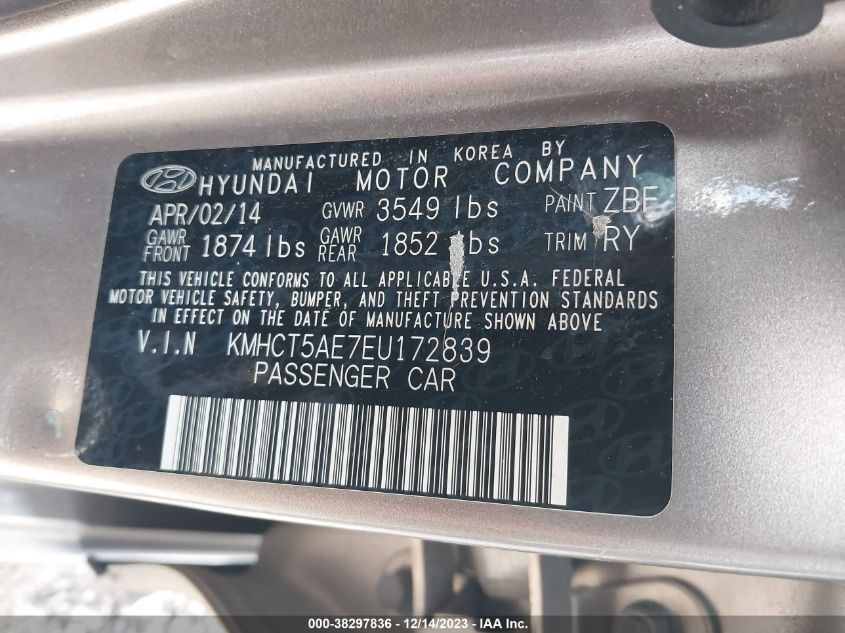 MANUFACTURED IN KOREA BY
HYUNDAI MOTOR COMPANY
APR/02/14 GVWR 3549 lbs PAINT ZBF
GAWR FRONT 1874 lbs GAWR REAR 1852 lbs TRIM RY
THIS VEHICLE CONFORMS TO ALL APPLICABLE U.S.A. FEDERAL
MOTOR VEHICLE SAFETY, BUMPER, AND THEFT PREVENTION STANDARDS
IN EFFECT ON THE DATE OF MANUFACTURE SHOWN ABOVE
V.I.N KMHCT5AE7EU172839
PASSENGER CAR
000-38297836 - 12/14/2023 - IAA Inc.